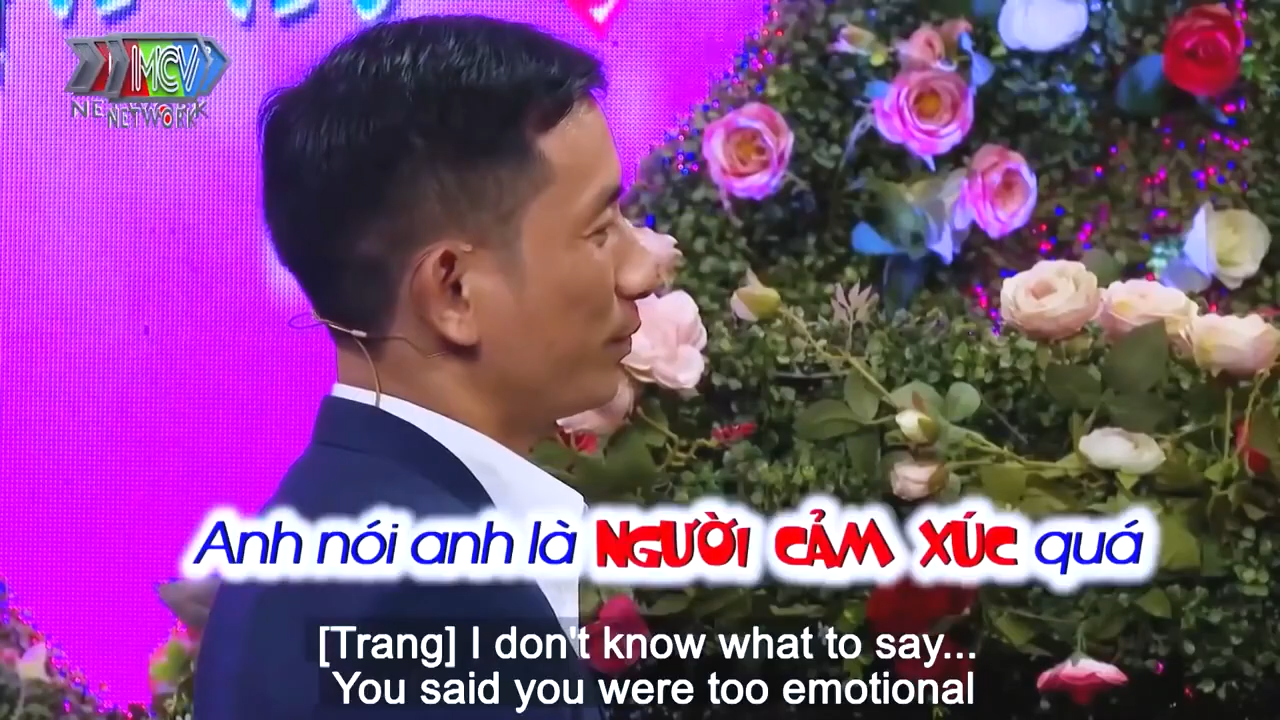 MCV
NETWORK
Anh nói anh là NGƯỜI CẢM XÚC quá
[Trang] I don't know what to say...
You said you were too emotional